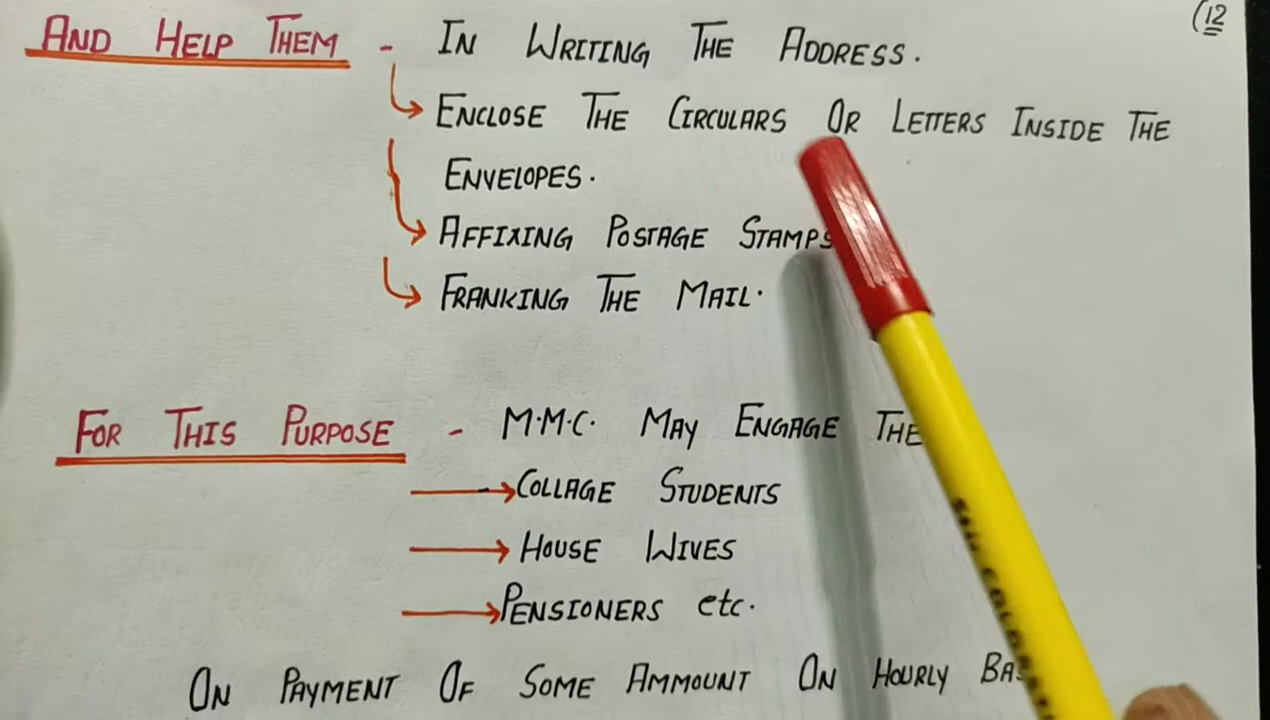 (12
AND HELP THEM - IN WRITING THE ADDRESS.
ENCLOSE THE CIRCULARS OR LETTERS INSIDE THE
ENVELOPES.
AFFIXING POSTAGE STAMPS
FRANKING THE MAIL.
FOR THIS PURPOSE - M.M.C. MAY ENGAGE THE
COLLAGE STUDENTS
HOUSE WIVES
PENSIONERS etc.
ON PAYMENT OF SOME AMMOUNT ON HOURLY